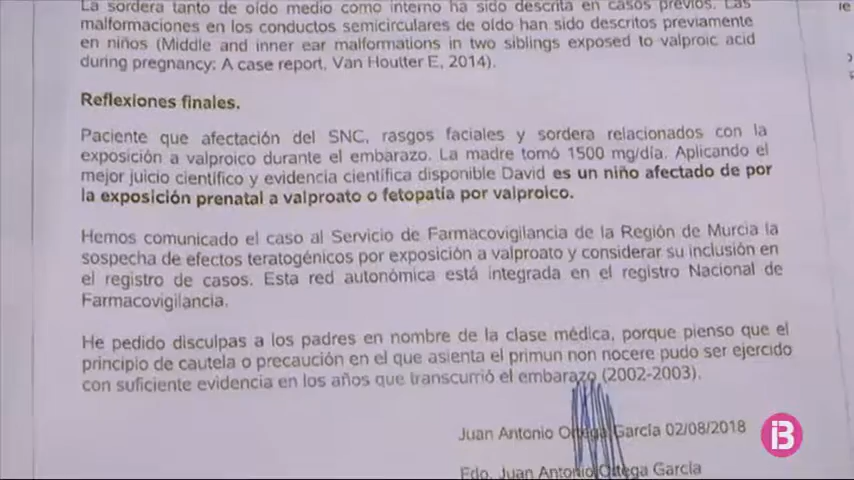 La sordera tanto de oído medio como interno ha sido descrita en casos previos. Las
malformaciones en los conductos semicirculares de oído han sido descritos previamente
en niños (Middle and inner ear malformations in two siblings exposed to valproic acid
during pregnancy: A case report, Van Houtter E, 2014).
Reflexiones finales.
Paciente que afectación del SNC, rasgos faciales y sordera relacionados con la
exposición a valproico durante el embarazo. La madre tomó 1500 mg/día. Aplicando el
mejor juicio científico y evidencia científica disponible David es un niño afectado de por
la exposición prenatal a valproato o fetopatía por valproico.
Hemos comunicado el caso al Servicio de Farmacovigilancia de la Región de Murcia la
sospecha de efectos teratogénicos por exposición a valproato y considerar su inclusión en
el registro de casos. Esta red autonómica está integrada en el registro Nacional de
Farmacovigilancia.
He pedido disculpas a los padres en nombre de la clase médica, porque pienso que el
principio de cautela o precaución en el que asienta el primun non nocere pudo ser ejercido
con suficiente evidencia en los años que transcurrió el embarazo (2002-2003).
Juan Antonio Ortega García 02/08/2018
Fdo. Juan Antonio Ortega García